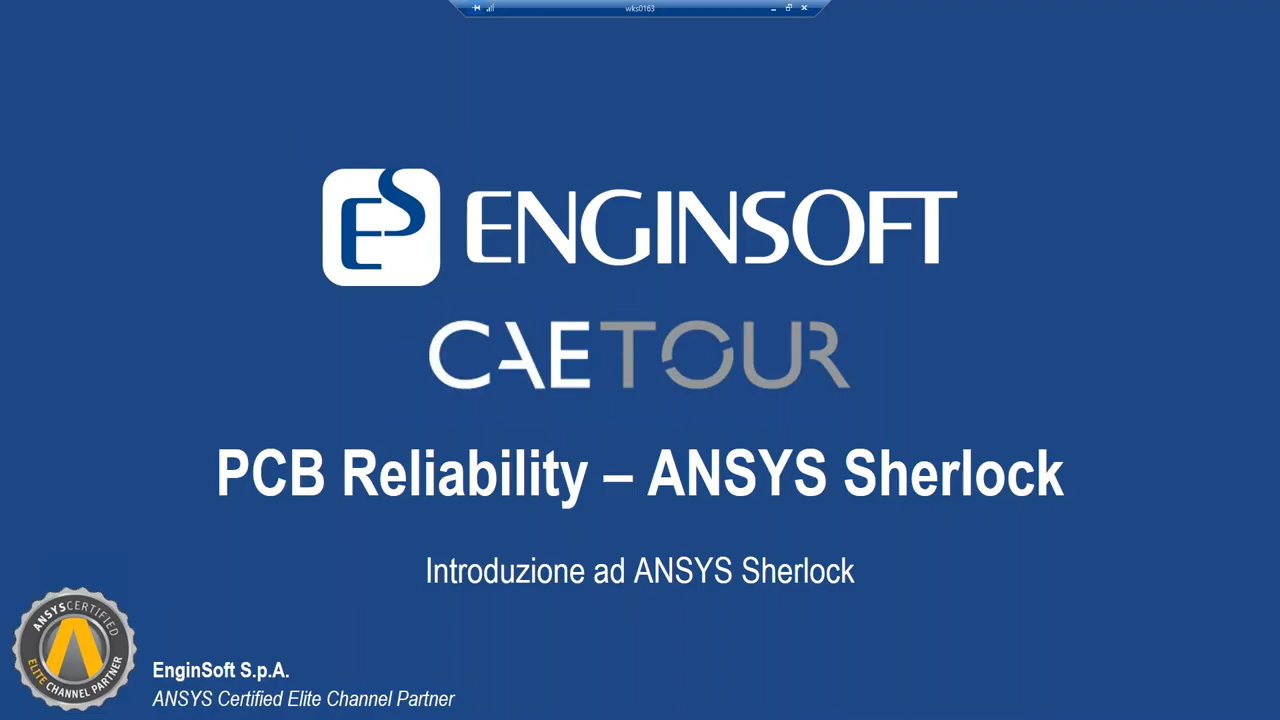 wks0163
ES ENGINSOFT
CAETOUR
PCB Reliability – ANSYS Sherlock
Introduzione ad ANSYS Sherlock
ANSYS CERTIFIED
ELITE CHANNEL PARTNER
EnginSoft S.p.A.
ANSYS Certified Elite Channel Partner